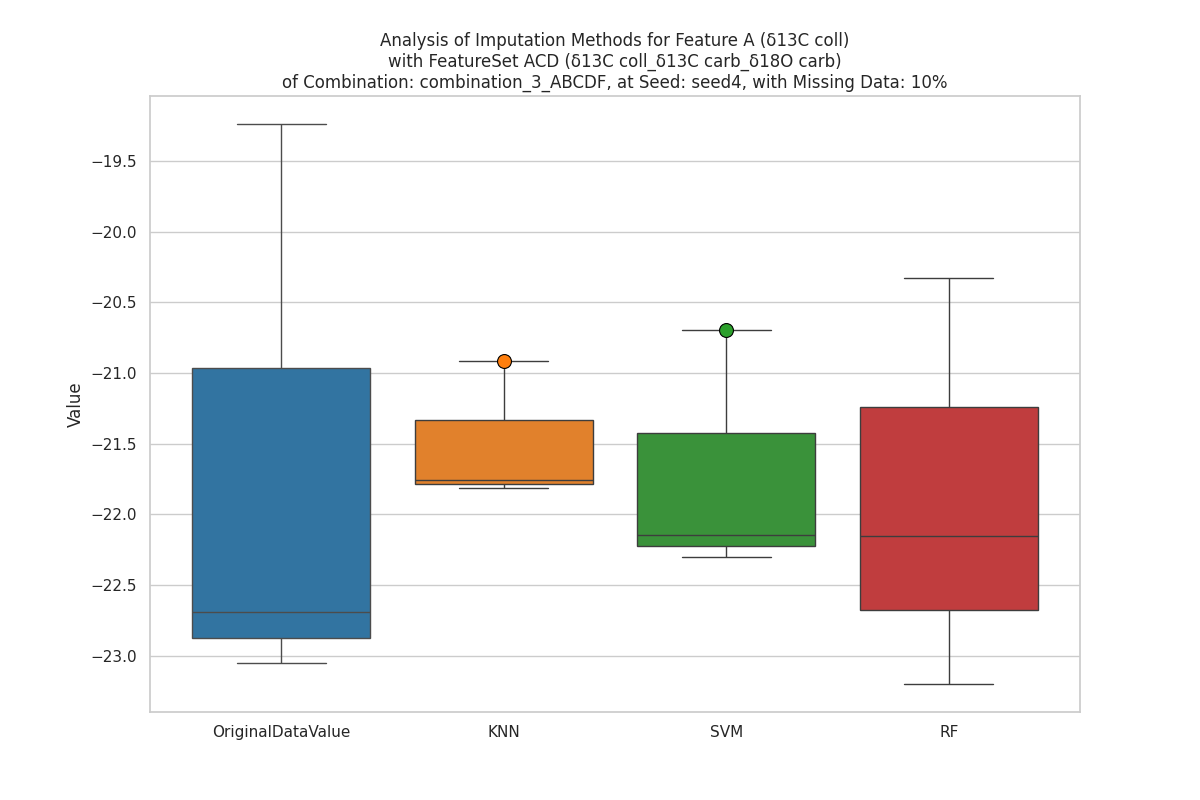 Analysis of Imputation Methods for Feature A (δ13C coll)
with FeatureSet ACD (δ13C coll_δ13C carb_δ18O carb)
of Combination: combination_3_ABCDF, at Seed: seed4, with Missing Data: 10%
Value
−19.5
−20.0
−20.5
−21.0
−21.5
−22.0
−22.5
−23.0
OriginalDataValue
KNN
SVM
RF